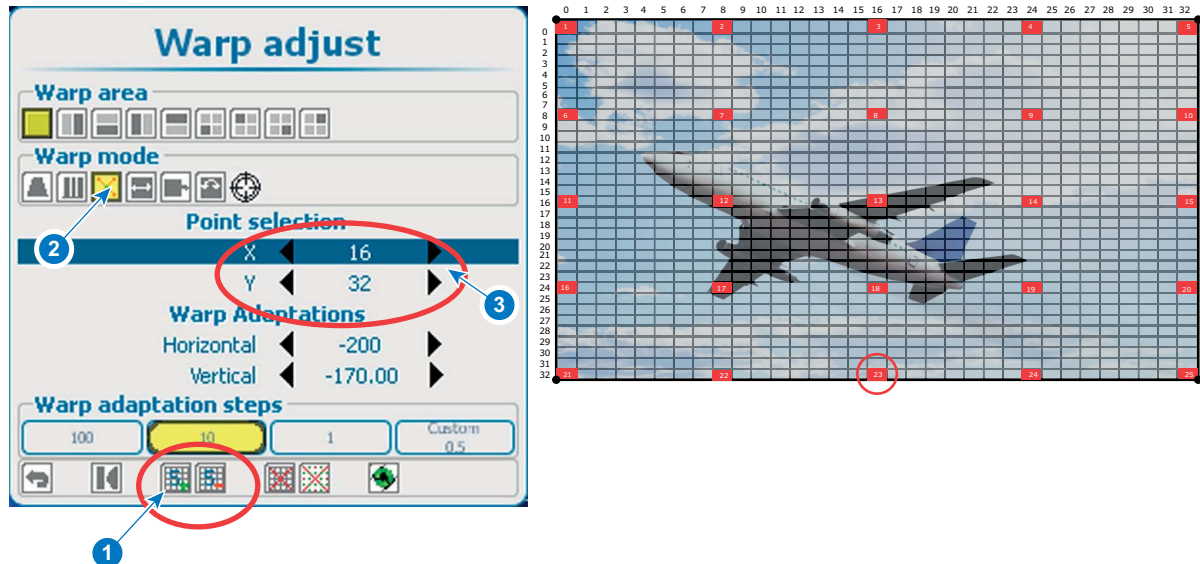 Warp adjust
Warp area
Warp mode
Point selection
X 16
Y 32
Warp Adaptations
Horizontal -200
Vertical -170.00
Warp adaptation steps
100 10 1 Custom 0.5
1
2
3
0 1 2 3 4 5 6 7 8 9 10 11 12 13 14 15 16 17 18 19 20 21 22 23 24 25 26 27 28 29 30 31 32
0
1
2
3
4
5
6
7
8
9
10
11
12
13
14
15
16
17
18
19
20
21
22
23
24
25
26
27
28
29
30
31
32
1 2 3 4 5
6 7 8 9 10
11 12 13 14 15
16 17 18 19 20
21 22 23 24 25